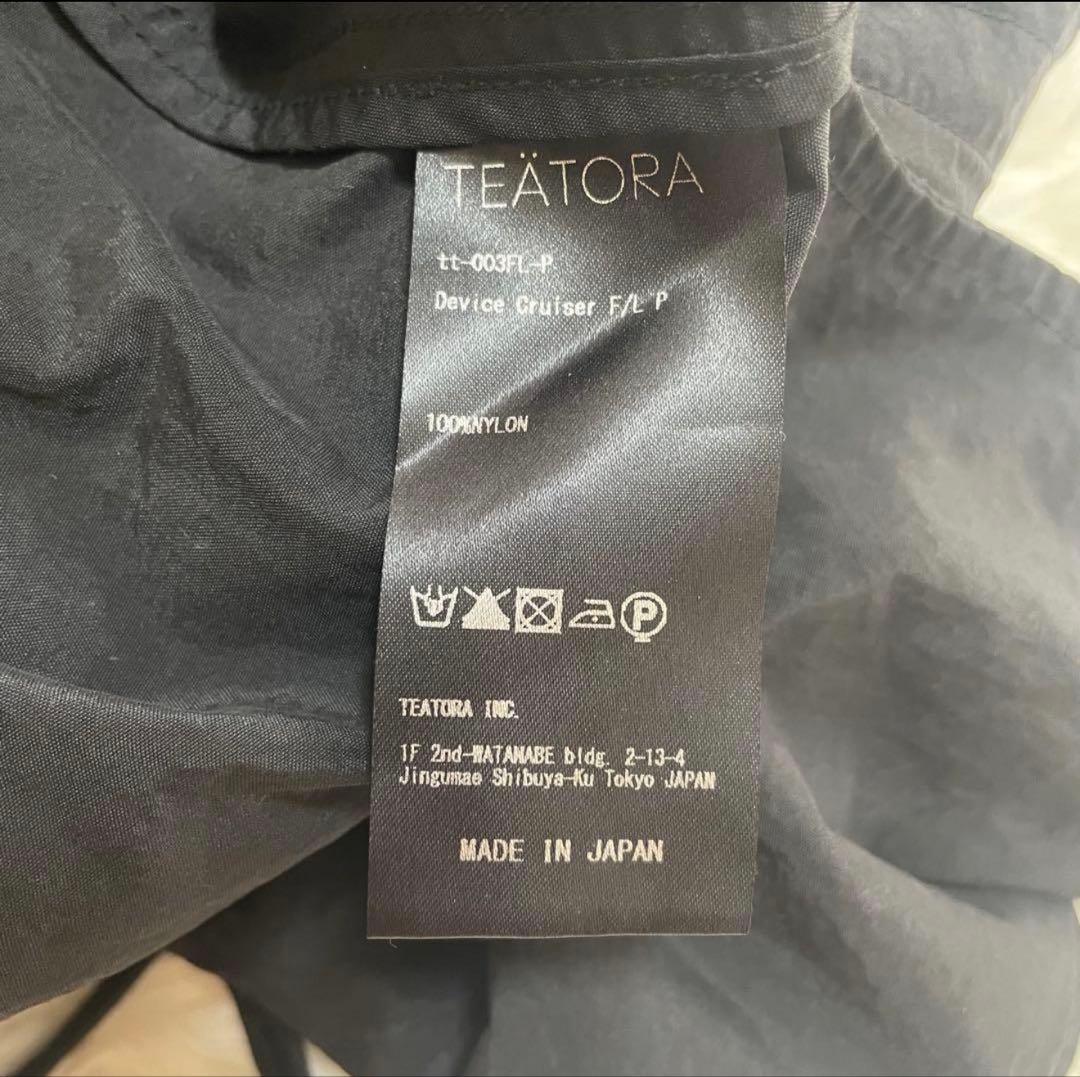 TEÄTORA
tt-003FL-P
Device Cruiser F/L P
100%NYLON
P
TEATORA INC.
1F 2nd-WATANABE bldg. 2-13-4
Jingumae Shibuya-Ku Tokyo JAPAN
MADE IN JAPAN